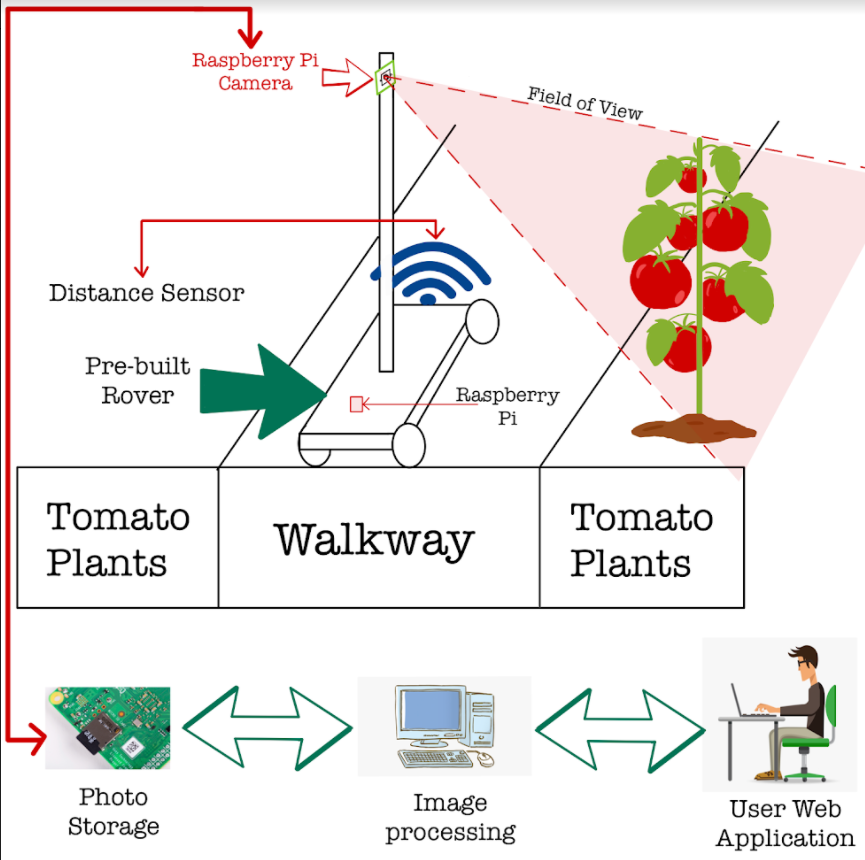 Raspberry Pi
Camera
Field of View
Distance Sensor
Pre-built
Rover
Raspberry
Pi
Tomato
Plants
Walkway
Tomato
Plants
Photo
Storage
Image
processing
User Web
Application